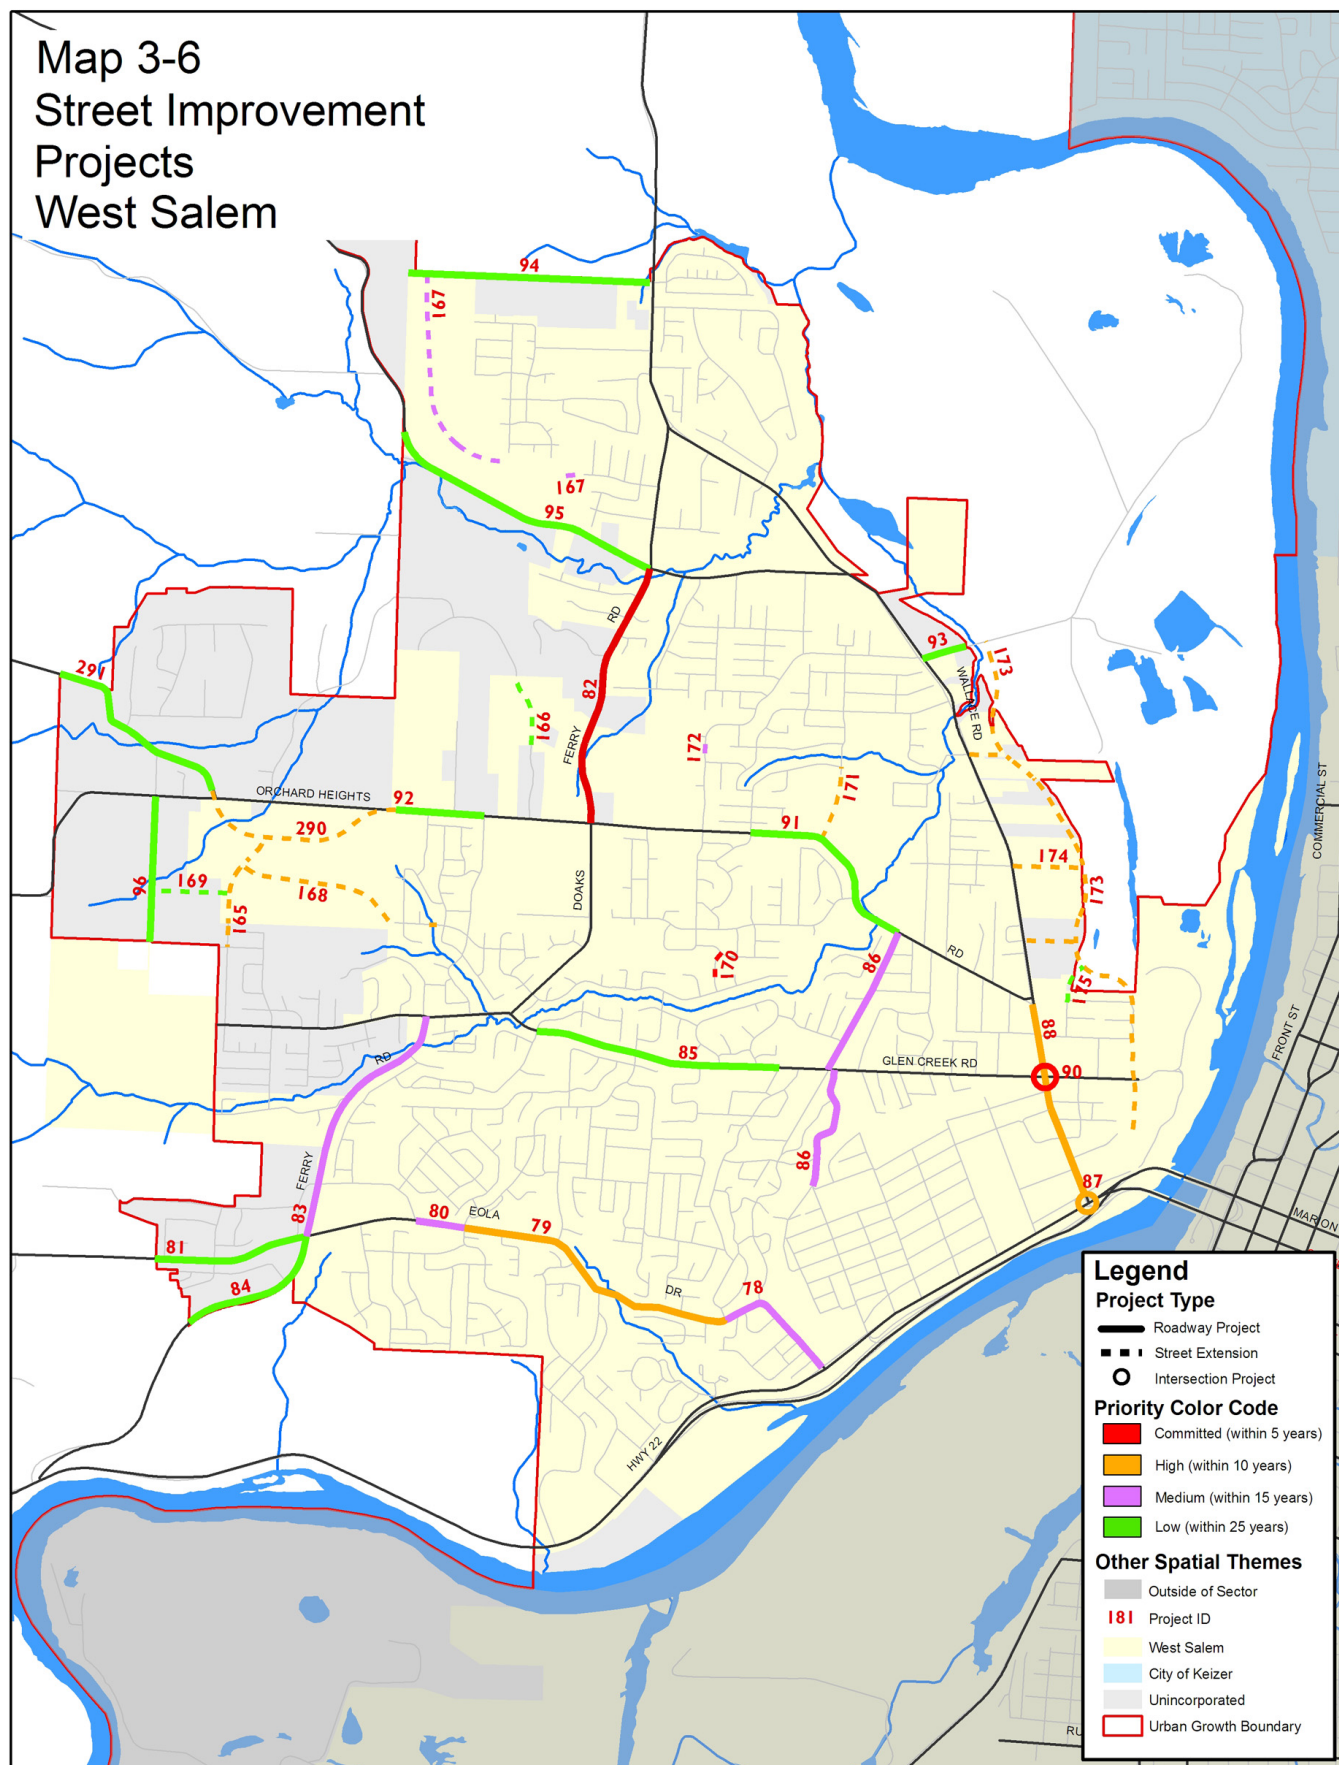 Map 3-6
Street Improvement
Projects
West Salem
94
167
167
95
RD
82
FERRY
166
172
291
ORCHARD HEIGHTS
92
290
169
168
96
165
DOAKS
91
171
93
173
WALLACE RD
174
173
175
170
86
RD
88
85
GLEN CREEK RD
90
RD
FERRY
83
86
87
80
EOLA
79
81
84
DR
78
HWY 22
COMMERCIAL ST
FRONT ST
MARION
RU
Legend
Project Type
Roadway Project
Street Extension
Intersection Project
Priority Color Code
Committed (within 5 years)
High (within 10 years)
Medium (within 15 years)
Low (within 25 years)
Other Spatial Themes
Outside of Sector
181 Project ID
West Salem
City of Keizer
Unincorporated
Urban Growth Boundary